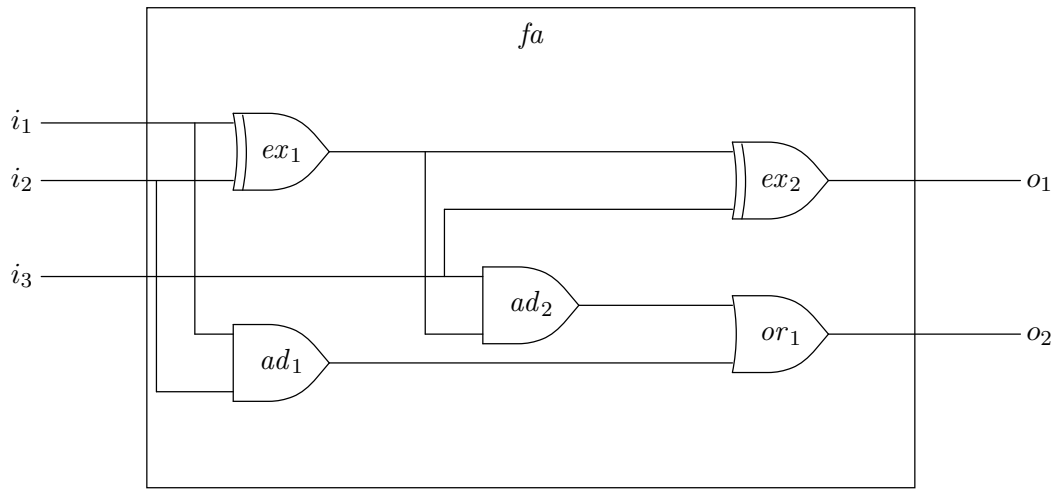 fa
i₁
ex₁
i₂
ex₂
o₁
i₃
ad₂
or₁
o₂
ad₁